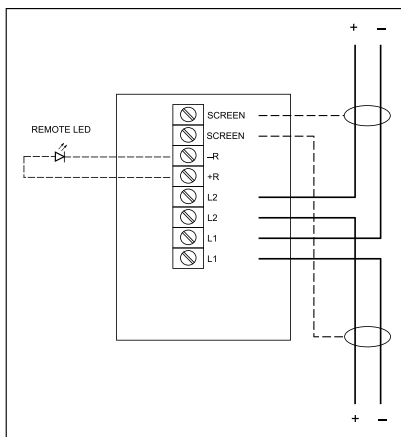 + −
SCREEN
REMOTE LED
SCREEN
–R
+R
L2
L2
L1
L1
+ −